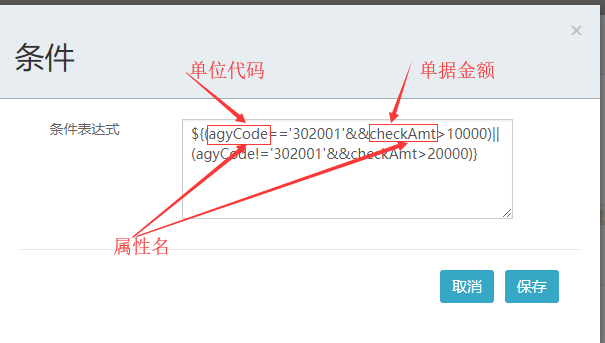 ×
条件
单位代码 单据金额
条件表达式
${(agyCode=='302001'&&checkAmt>10000)||
(agyCode!='302001'&&checkAmt>20000)}
属性名
取消 保存